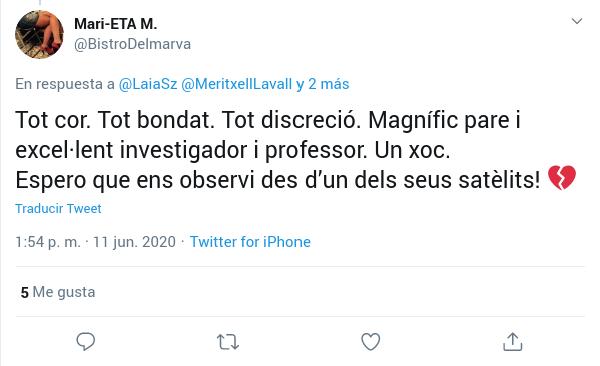 Mari-ETA M.
@BistroDelmarva
En respuesta a @LaiaSz @MeritxellLavall y 2 más
Tot cor. Tot bondat. Tot discreció. Magnífic pare i
excel·lent investigador i professor. Un xoc.
Espero que ens observi des d’un dels seus satèlits! 💔
Traducir Tweet
1:54 p. m. · 11 jun. 2020 · Twitter for iPhone
5 Me gusta